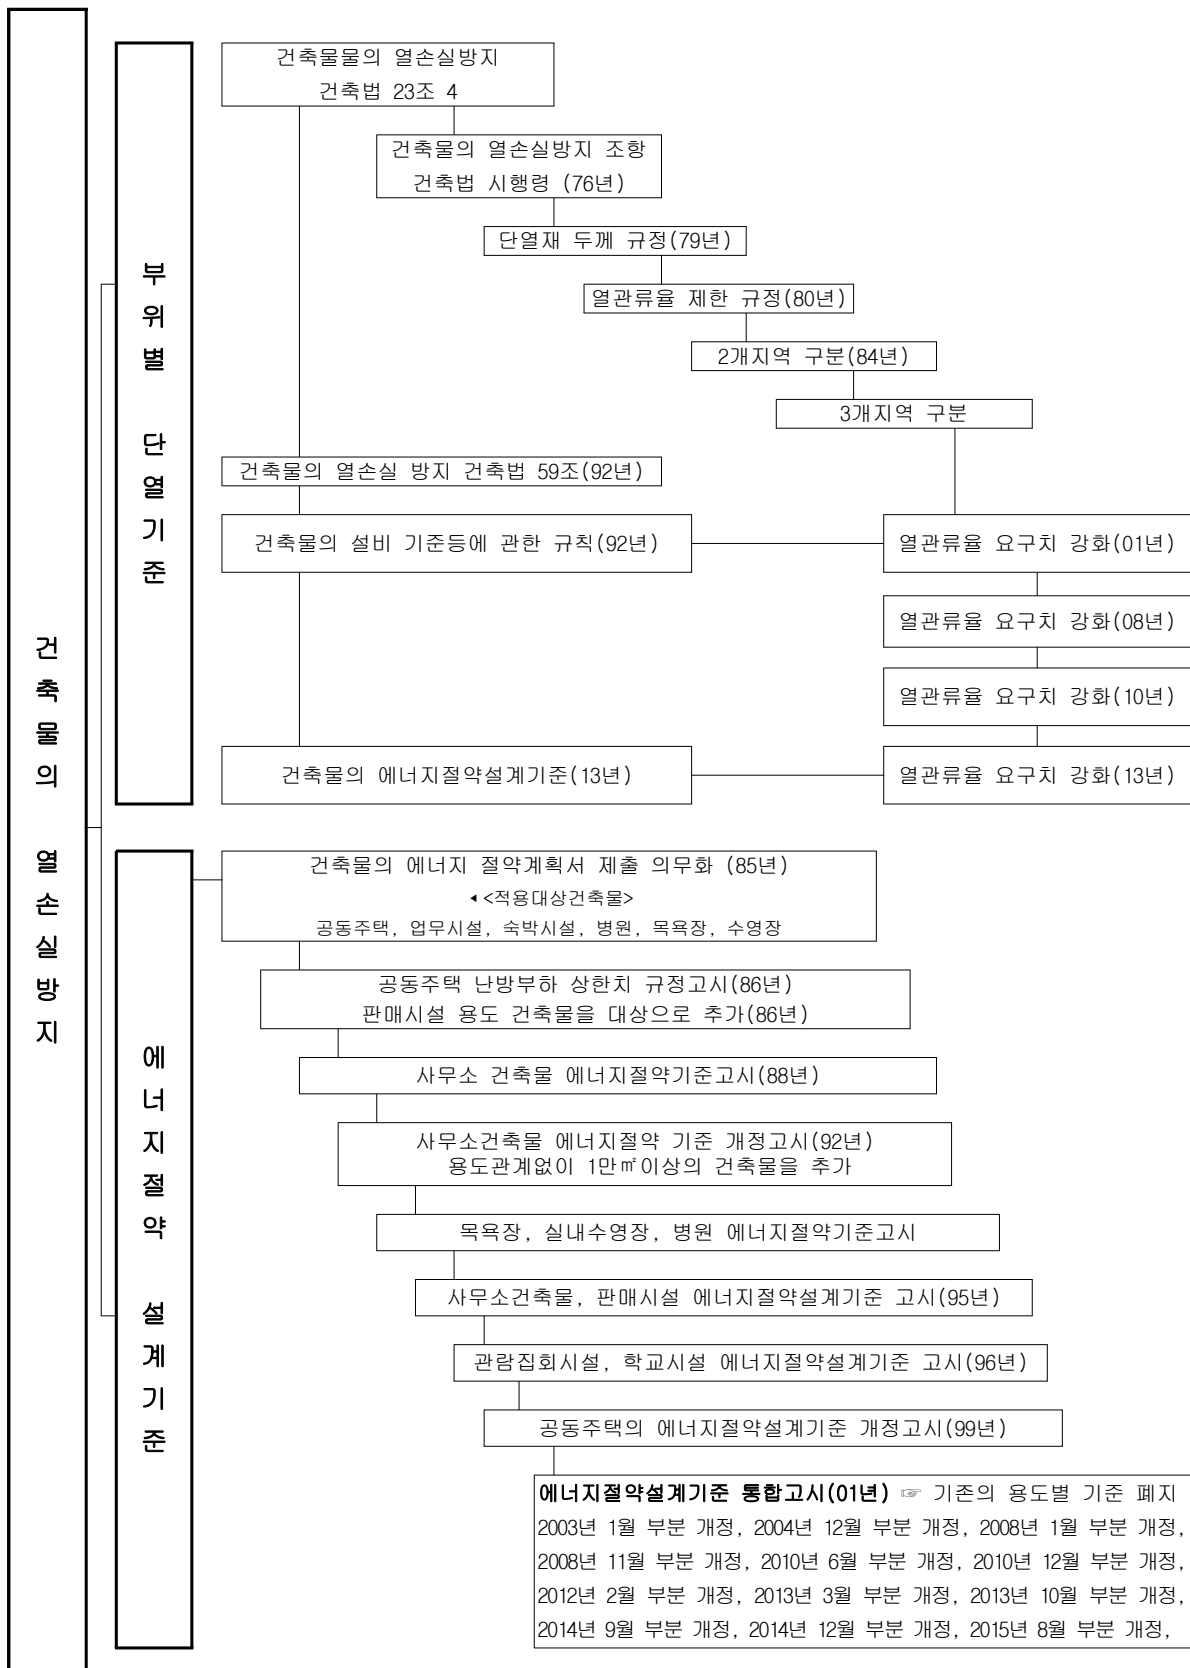 건축물의 열손실방지
부위별 단열기준
건축물물의 열손실방지
건축법 23조 4
건축물의 열손실방지 조항
건축법 시행령 (76년)
단열재 두께 규정(79년)
열관류율 제한 규정(80년)
2개지역 구분(84년)
3개지역 구분
건축물의 열손실 방지 건축법 59조(92년)
건축물의 설비 기준등에 관한 규칙(92년)
열관류율 요구치 강화(01년)
열관류율 요구치 강화(08년)
열관류율 요구치 강화(10년)
건축물의 에너지절약설계기준(13년)
열관류율 요구치 강화(13년)
에너지절약 설계기준
건축물의 에너지 절약계획서 제출 의무화 (85년)
◂<적용대상건축물>
공동주택, 업무시설, 숙박시설, 병원, 목욕장, 수영장
공동주택 난방부하 상한치 규정고시(86년)
판매시설 용도 건축물을 대상으로 추가(86년)
사무소 건축물 에너지절약기준고시(88년)
사무소건축물 에너지절약 기준 개정고시(92년)
용도관계없이 1만㎡이상의 건축물을 추가
목욕장, 실내수영장, 병원 에너지절약기준고시
사무소건축물, 판매시설 에너지절약설계기준 고시(95년)
관람집회시설, 학교시설 에너지절약설계기준 고시(96년)
공동주택의 에너지절약설계기준 개정고시(99년)
에너지절약설계기준 통합고시(01년) ☞ 기존의 용도별 기준 폐지
2003년 1월 부분 개정, 2004년 12월 부분 개정, 2008년 1월 부분 개정,
2008년 11월 부분 개정, 2010년 6월 부분 개정, 2010년 12월 부분 개정,
2012년 2월 부분 개정, 2013년 3월 부분 개정, 2013년 10월 부분 개정,
2014년 9월 부분 개정, 2014년 12월 부분 개정, 2015년 8월 부분 개정,